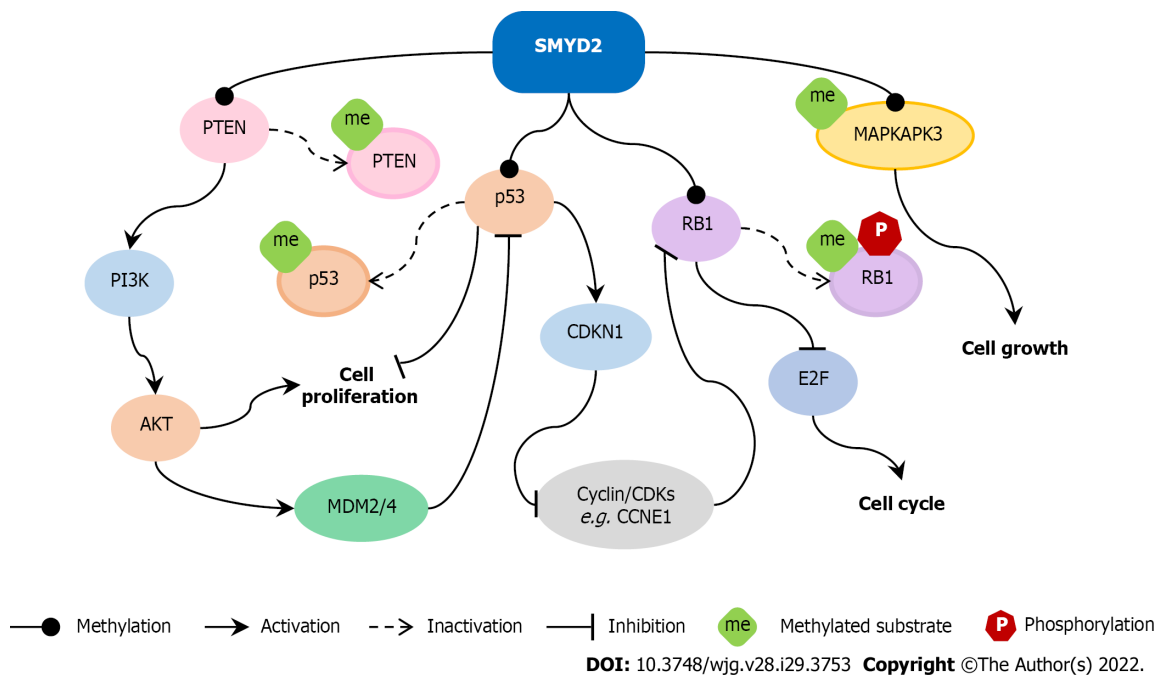 SMYD2
me
me
PTEN
MAPKAPK3
PTEN
p53
RB1
me
p53
me
P
RB1
PI3K
CDKN1
Cell growth
Cell
proliferation
E2F
AKT
MDM2/4
Cyclin/CDKs
e.g. CCNE1
Cell cycle
Methylation
Activation
Inactivation
Inhibition
me
Methylated substrate
P
Phosphorylation
DOI: 10.3748/wjg.v28.i29.3753 Copyright ©The Author(s) 2022.